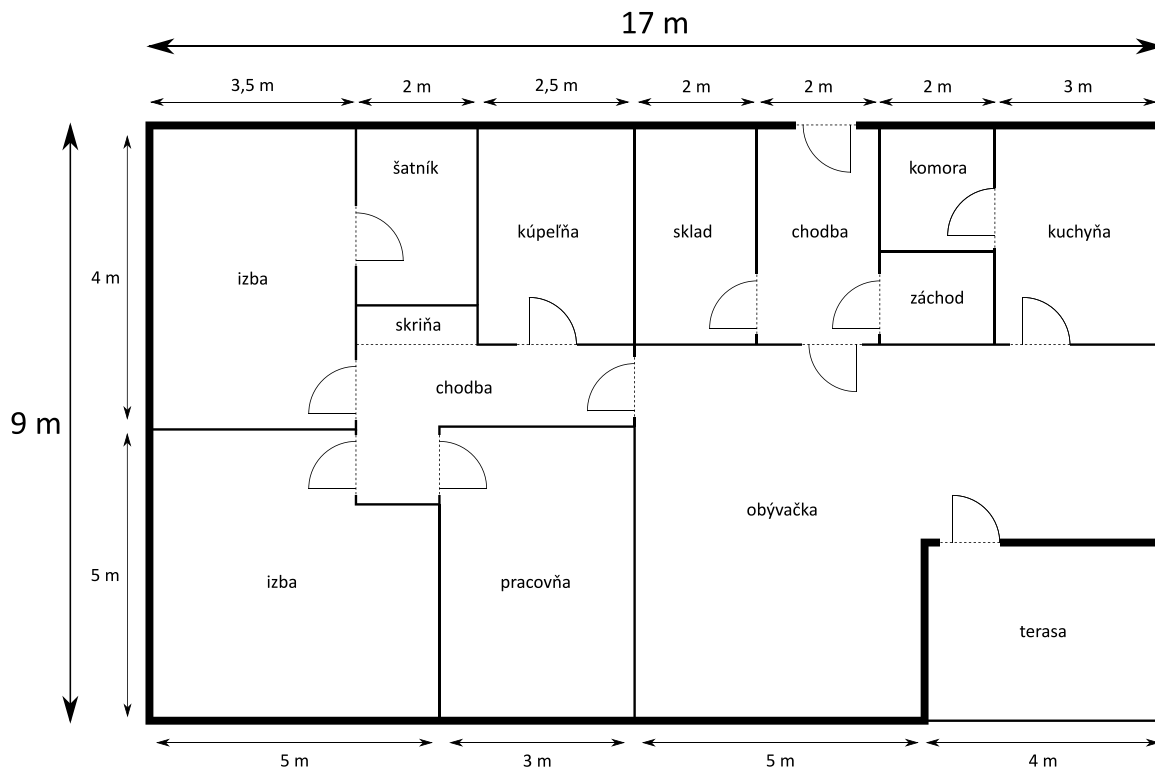 17 m
3,5 m
2 m
2,5 m
2 m
2 m
2 m
3 m
šatník
komora
kúpeľňa
sklad
chodba
kuchyňa
izba
4 m
záchod
skriňa
chodba
9 m
obývačka
5 m
izba
pracovňa
terasa
5 m
3 m
5 m
4 m